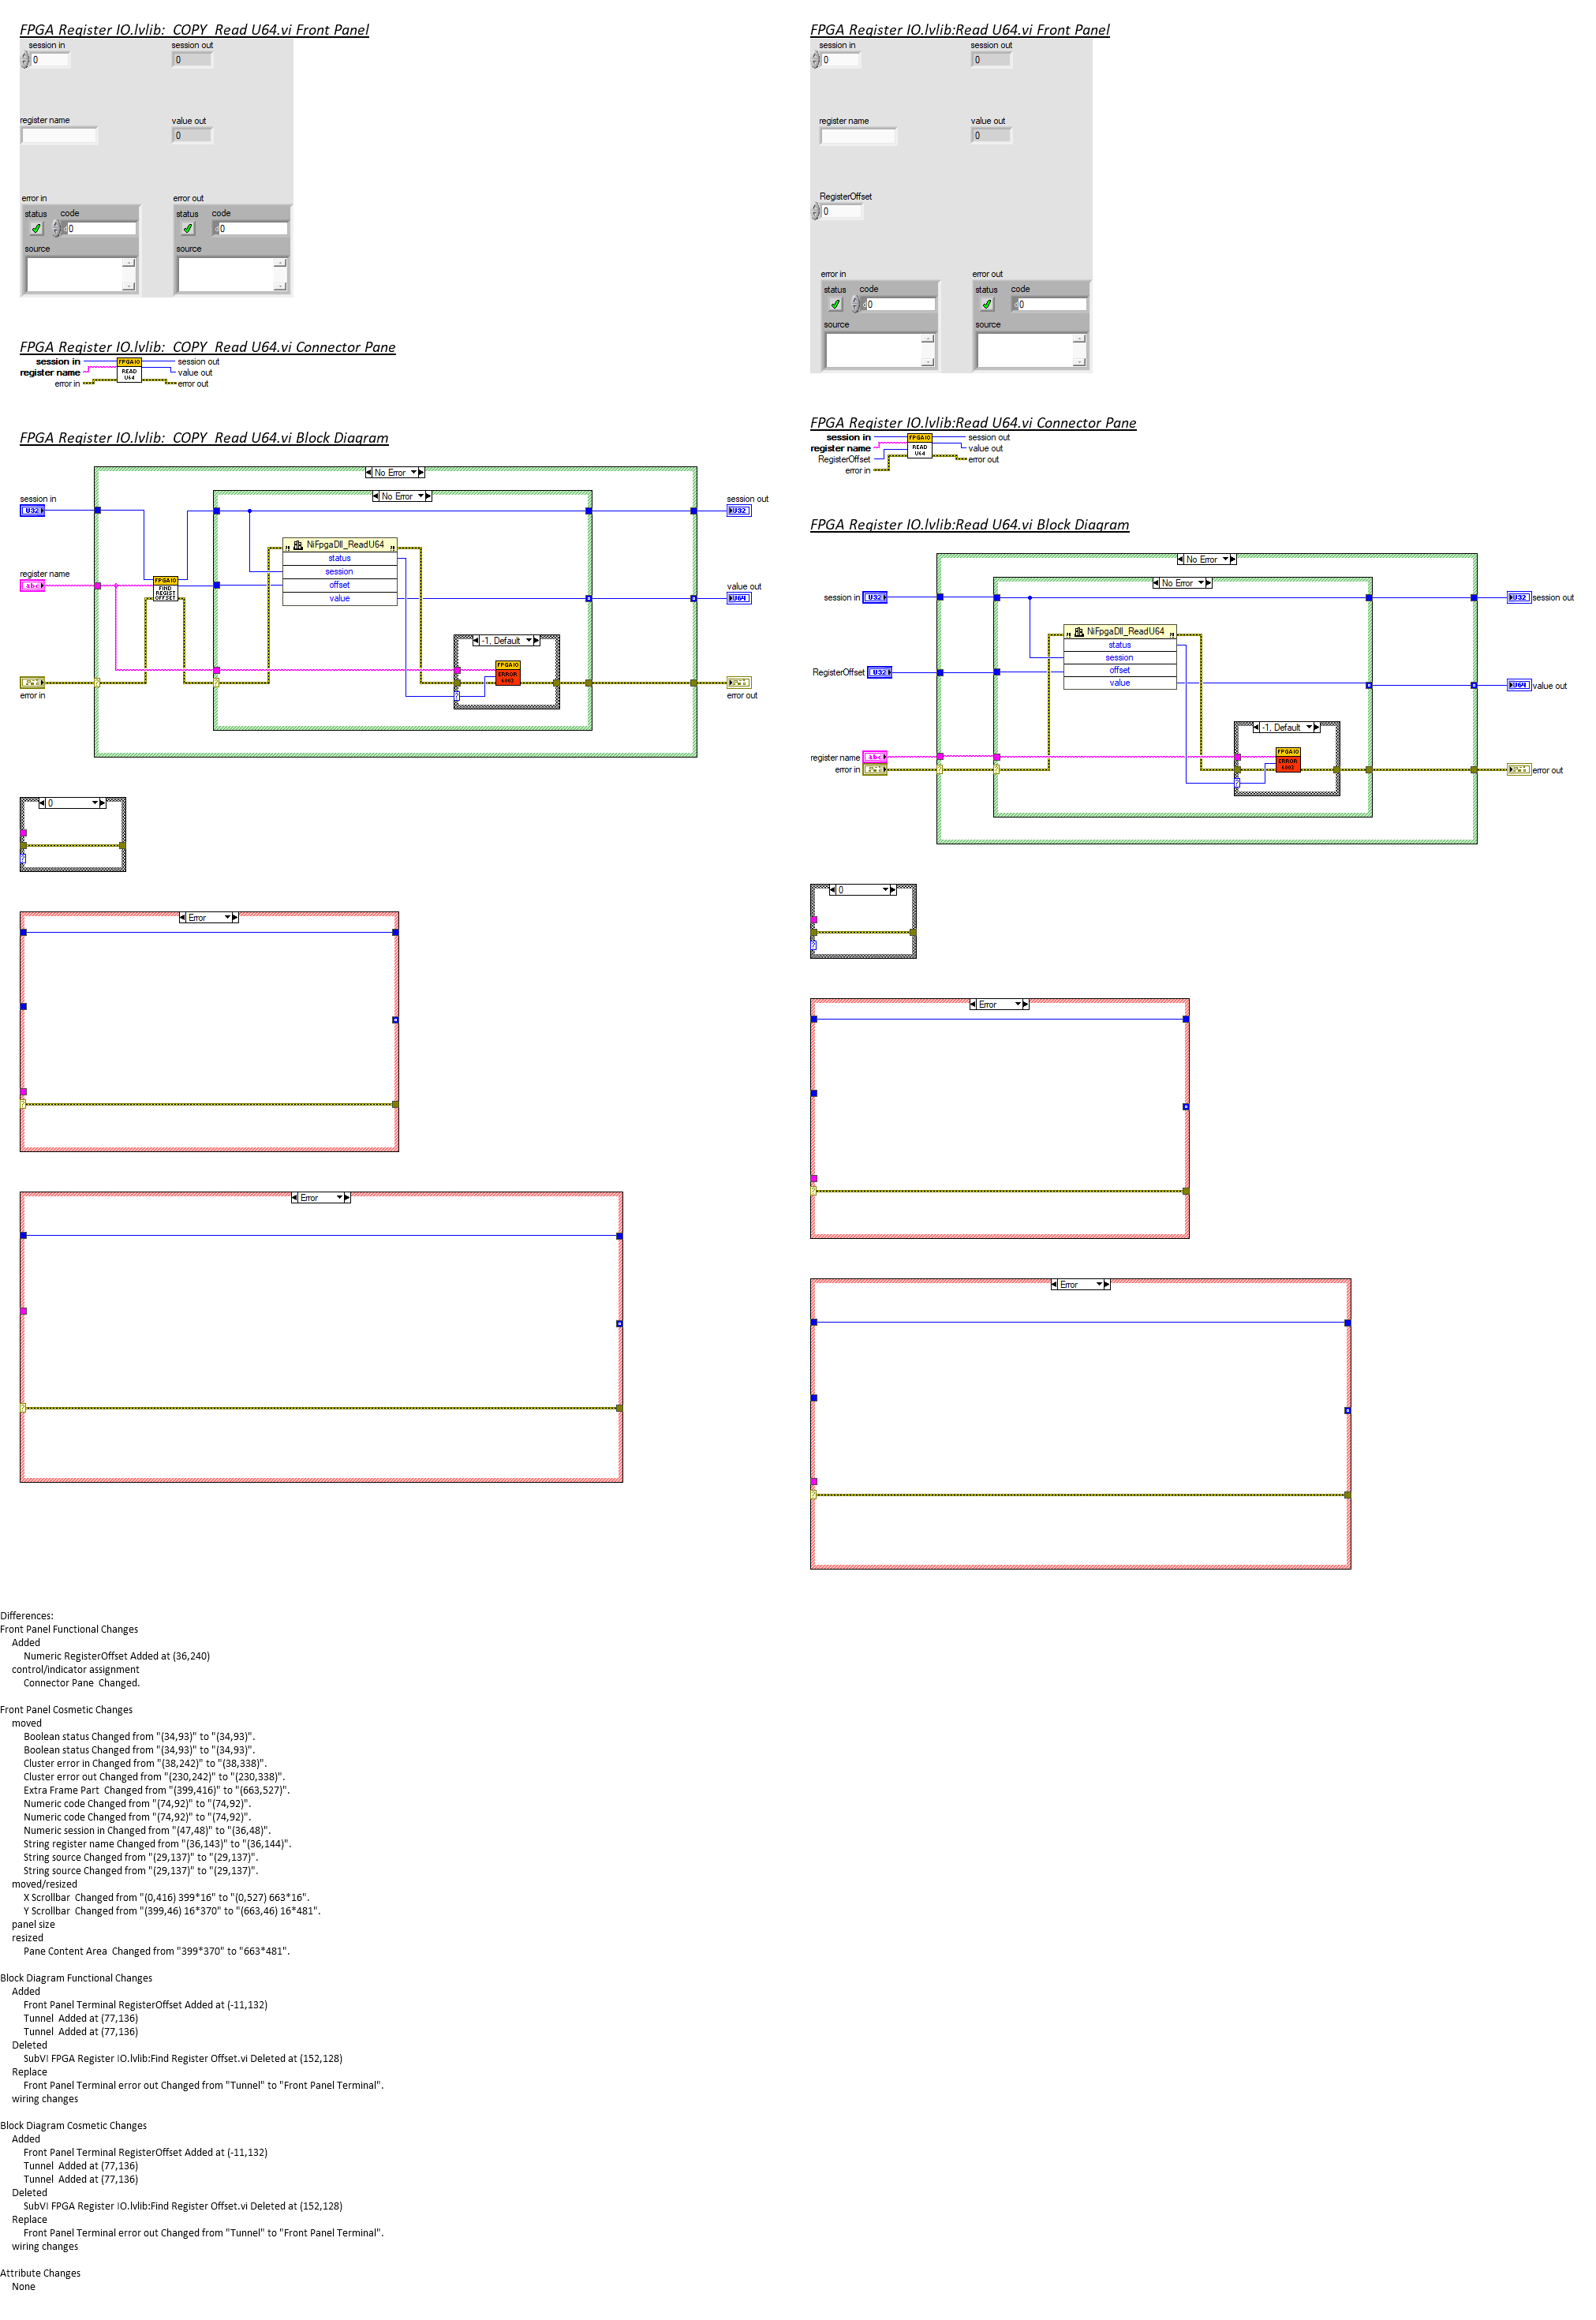 FPGA Register IO.lvlib:  COPY  Read U64.vi Front Panel
session in
session out
0
0
register name
value out
0
error in
error out
status
code
status
code
0
0
source
source
FPGA Register IO.lvlib:  COPY  Read U64.vi Connector Pane
session in
FPGA IO
session out
register name
READ
U64
value out
error in
error out
FPGA Register IO.lvlib:  COPY  Read U64.vi Block Diagram
No Error
No Error
session in
session out
U32
U32
NiFpgaDll_ReadU64
status
session
offset
value
register name
abc
FPGA IO
FIND
REGIST
OFFSET
value out
U64
-1, Default
FPGA IO
ERROR
6003
error in
error out
0
Error
Error
FPGA Register IO.lvlib:Read U64.vi Front Panel
session in
session out
0
0
register name
value out
0
RegisterOffset
0
error in
error out
status
code
status
code
0
0
source
source
FPGA Register IO.lvlib:Read U64.vi Connector Pane
session in
FPGA IO
session out
register name
READ
U64
value out
RegisterOffset
error out
error in
FPGA Register IO.lvlib:Read U64.vi Block Diagram
No Error
No Error
session in
U32
U32
session out
NiFpgaDll_ReadU64
status
session
offset
value
RegisterOffset
U32
U64
value out
-1, Default
register name
abc
FPGA IO
ERROR
6003
error in
error out
0
Error
Error
Differences:
Front Panel Functional Changes
Added
Numeric RegisterOffset Added at (36,240)
control/indicator assignment
Connector Pane  Changed.
Front Panel Cosmetic Changes
moved
Boolean status Changed from "(34,93)" to "(34,93)".
Boolean status Changed from "(34,93)" to "(34,93)".
Cluster error in Changed from "(38,242)" to "(38,338)".
Cluster error out Changed from "(230,242)" to "(230,338)".
Extra Frame Part  Changed from "(399,416)" to "(663,527)".
Numeric code Changed from "(74,92)" to "(74,92)".
Numeric code Changed from "(74,92)" to "(74,92)".
Numeric session in Changed from "(47,48)" to "(36,48)".
String register name Changed from "(36,143)" to "(36,144)".
String source Changed from "(29,137)" to "(29,137)".
String source Changed from "(29,137)" to "(29,137)".
moved/resized
X Scrollbar  Changed from "(0,416) 399*16" to "(0,527) 663*16".
Y Scrollbar  Changed from "(399,46) 16*370" to "(663,46) 16*481".
panel size
resized
Pane Content Area  Changed from "399*370" to "663*481".
Block Diagram Functional Changes
Added
Front Panel Terminal RegisterOffset Added at (-11,132)
Tunnel  Added at (77,136)
Tunnel  Added at (77,136)
Deleted
SubVI FPGA Register IO.lvlib:Find Register Offset.vi Deleted at (152,128)
Replace
Front Panel Terminal error out Changed from "Tunnel" to "Front Panel Terminal".
wiring changes
Block Diagram Cosmetic Changes
Added
Front Panel Terminal RegisterOffset Added at (-11,132)
Tunnel  Added at (77,136)
Tunnel  Added at (77,136)
Deleted
SubVI FPGA Register IO.lvlib:Find Register Offset.vi Deleted at (152,128)
Replace
Front Panel Terminal error out Changed from "Tunnel" to "Front Panel Terminal".
wiring changes
Attribute Changes
None